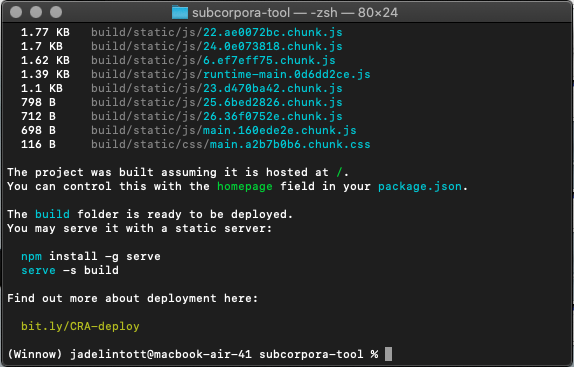 subcorpora-tool — -zsh — 80×24
1.77 KB build/static/js/22.ae0072bc.chunk.js
1.7 KB build/static/js/24.0e073818.chunk.js
1.62 KB build/static/js/6.ef7eff75.chunk.js
1.39 KB build/static/js/runtime-main.0d6dd2ce.js
1.1 KB build/static/js/23.d470ba42.chunk.js
798 B build/static/js/25.6bed2826.chunk.js
712 B build/static/js/26.36f0752e.chunk.js
698 B build/static/js/main.160ede2e.chunk.js
116 B build/static/css/main.a2b7b0b6.chunk.css
The project was built assuming it is hosted at /.
You can control this with the homepage field in your package.json.
The build folder is ready to be deployed.
You may serve it with a static server:
npm install -g serve
serve -s build
Find out more about deployment here:
bit.ly/CRA-deploy
(Winnow) jadelintott@macbook-air-41 subcorpora-tool %